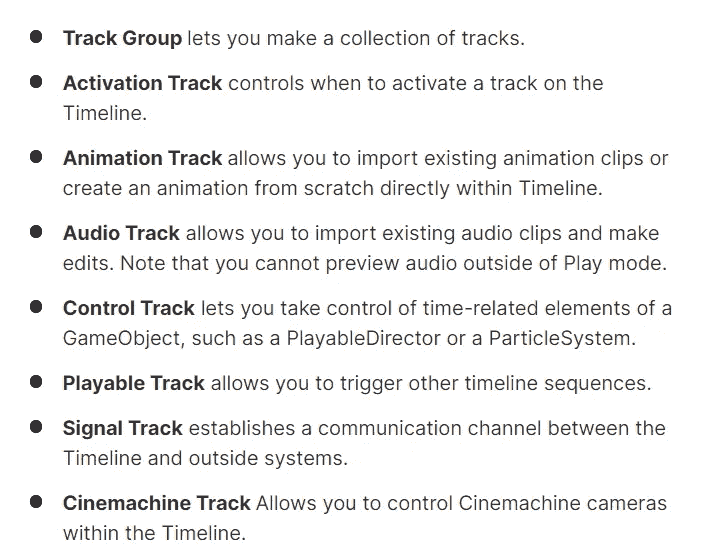 Track Group lets you make a collection of tracks.
Activation Track controls when to activate a track on the
Timeline.
Animation Track allows you to import existing animation clips or
create an animation from scratch directly within Timeline.
Audio Track allows you to import existing audio clips and make
edits. Note that you cannot preview audio outside of Play mode.
Control Track lets you take control of time-related elements of a
GameObject, such as a PlayableDirector or a ParticleSystem.
Playable Track allows you to trigger other timeline sequences.
Signal Track establishes a communication channel between the
Timeline and outside systems.
Cinemachine Track Allows you to control Cinemachine cameras
within the Timeline.